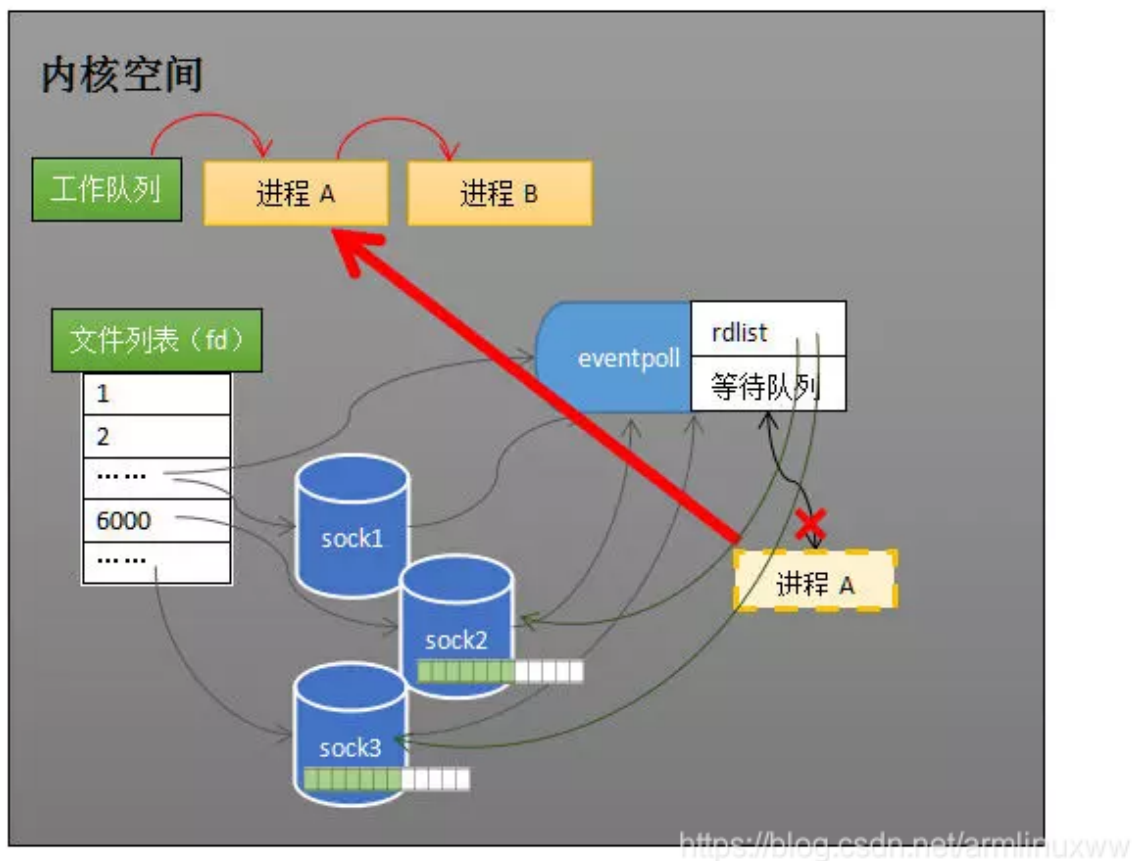 内核空间
工作队列
进程 A
进程 B
文件列表（fd）
1
2
……
6000
……
eventpoll
rdlist
等待队列
sock1
sock2
sock3
进程 A
https://blog.csdn.net/armlinuxww